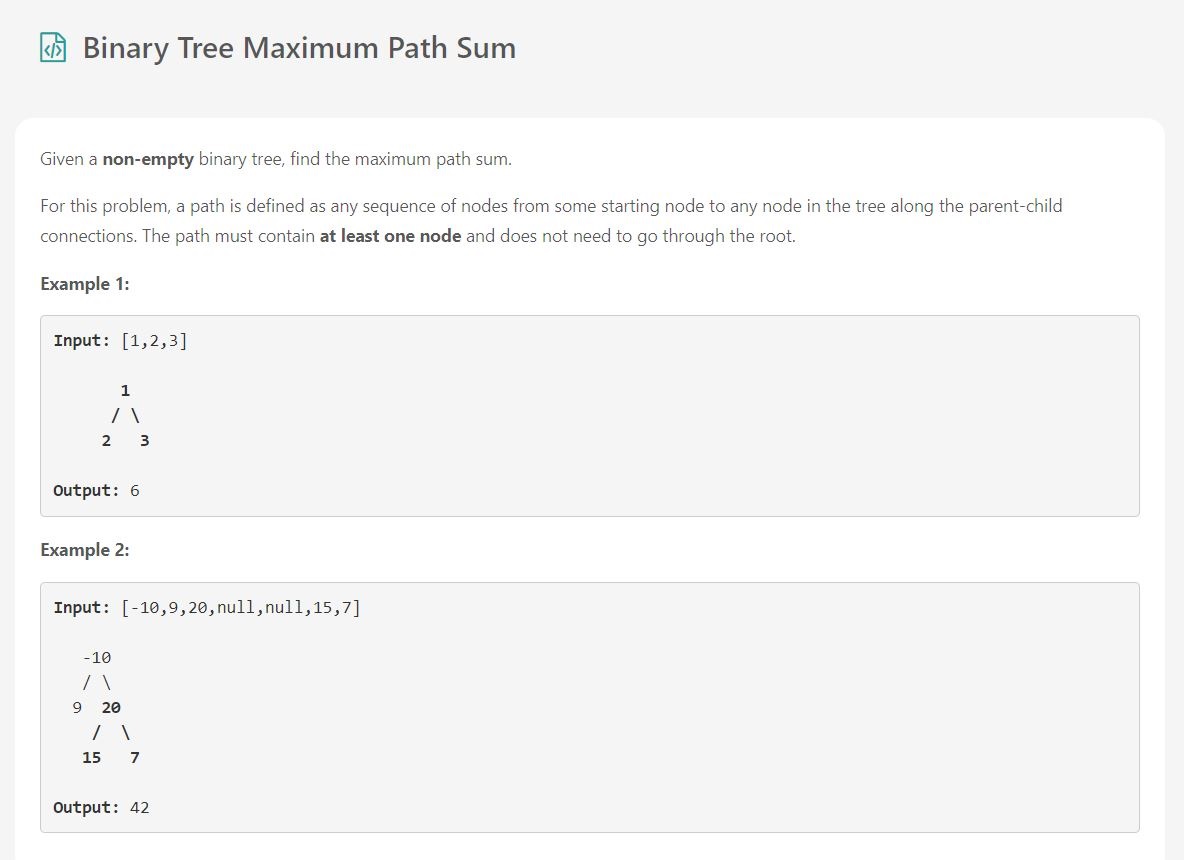 Binary Tree Maximum Path Sum
Given a non-empty binary tree, find the maximum path sum.
For this problem, a path is defined as any sequence of nodes from some starting node to any node in the tree along the parent-child
connections. The path must contain at least one node and does not need to go through the root.
Example 1:
Input: [1,2,3]
1
/ \
2 3
Output: 6
Example 2:
Input: [-10,9,20,null,null,15,7]
-10
/ \
9 20
/ \
15 7
Output: 42